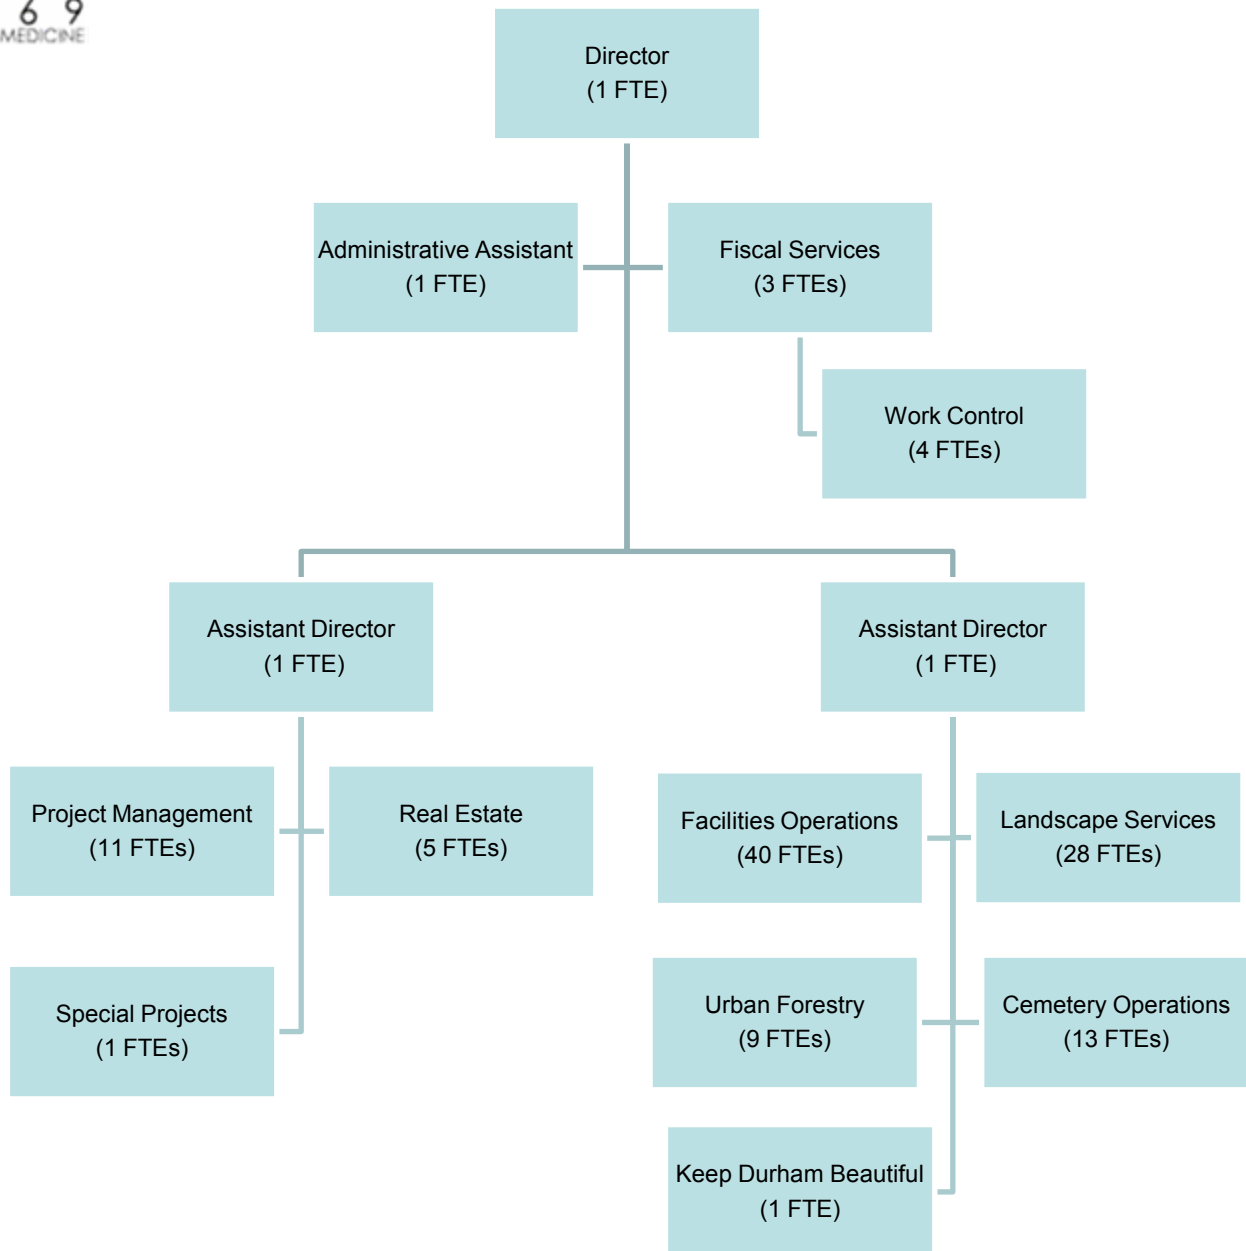 6 9
MEDICINE
Director
(1 FTE)
Administrative Assistant
(1 FTE)
Fiscal Services
(3 FTEs)
Work Control
(4 FTEs)
Assistant Director
(1 FTE)
Assistant Director
(1 FTE)
Project Management
(11 FTEs)
Real Estate
(5 FTEs)
Facilities Operations
(40 FTEs)
Landscape Services
(28 FTEs)
Special Projects
(1 FTEs)
Urban Forestry
(9 FTEs)
Cemetery Operations
(13 FTEs)
Keep Durham Beautiful
(1 FTE)